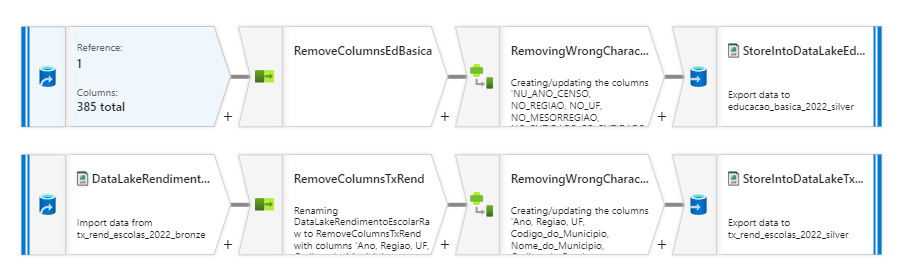 Reference:
1
Columns:
385 total
+
RemoveColumnsEdBasica
+
RemovingWrongCharac...
Creating/updating the columns
'NU_ANO_CENSO,
NO_REGIAO, NO_UF,
NO_MESORREGIAO,
+
StoreIntoDataLakeEd...
Export data to
educacao_basica_2022_silver
DataLakeRendiment...
Import data from
tx_rend_escolas_2022_bronze
+
RemoveColumnsTxRend
Renaming
DataLakeRendimentoEscolarRa
w to RemoveColumnsTxRend
with columns 'Ano, Regiao, UF,
+
RemovingWrongCharac...
Creating/updating the columns
'Ano, Regiao, UF,
Codigo_do_Municipio,
Nome_do_Municipio,
+
StoreIntoDataLakeTx...
Export data to
tx_rend_escolas_2022_silver